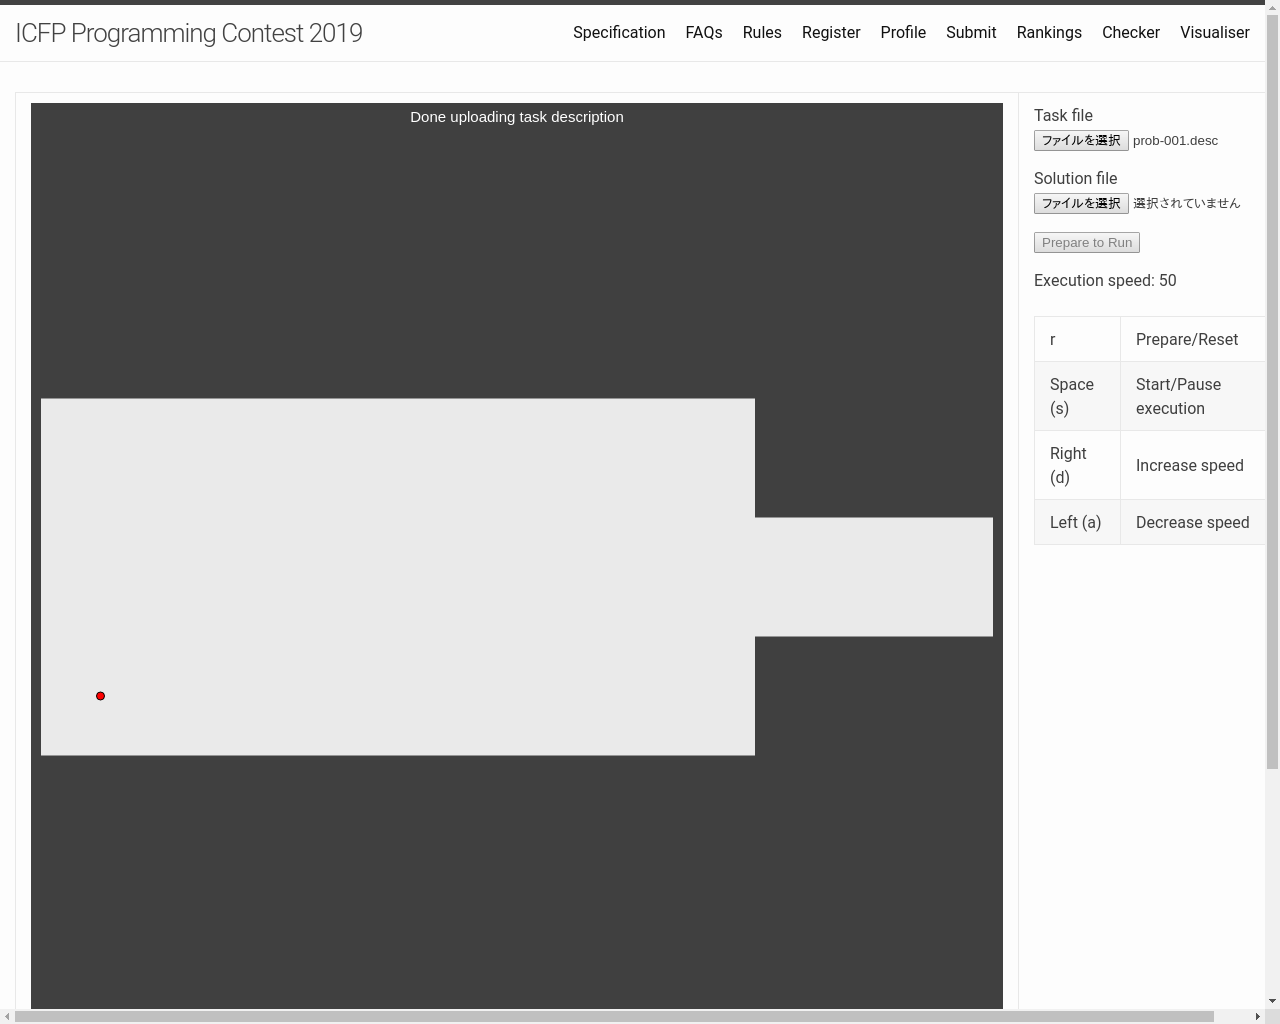 ICFP Programming Contest 2019
Specification FAQs Rules Register Profile Submit Rankings Checker Visualiser
Done uploading task description
Task file
ファイルを選択 prob-001.desc
Solution file
ファイルを選択 選択されていません
Prepare to Run
Execution speed: 50
r Prepare/Reset
Space Start/Pause
(s) execution
Right
(d) Increase speed
Left (a) Decrease speed